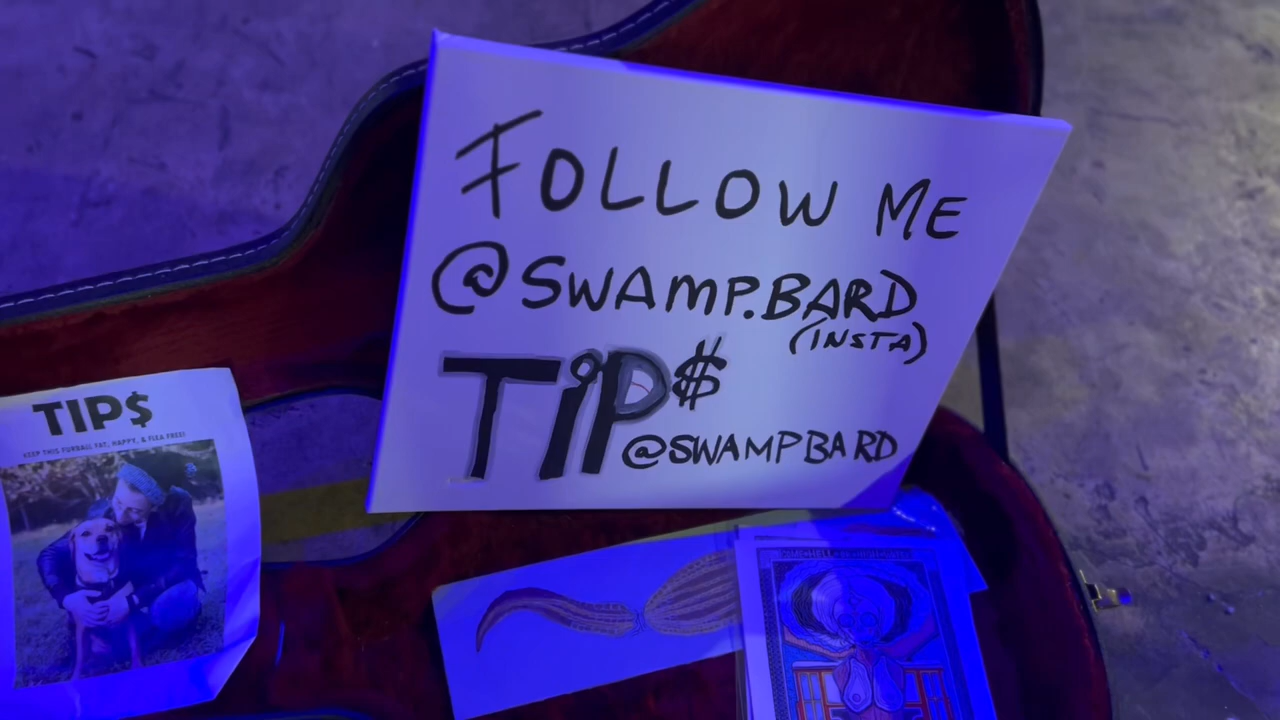 FOLLOW ME
@SWAMP.BARD
(INSTA)
TIP$
@SWAMPBARD
TIP$
KEEP THIS FURBALL FAT, HAPPY, & FLEA FREE!